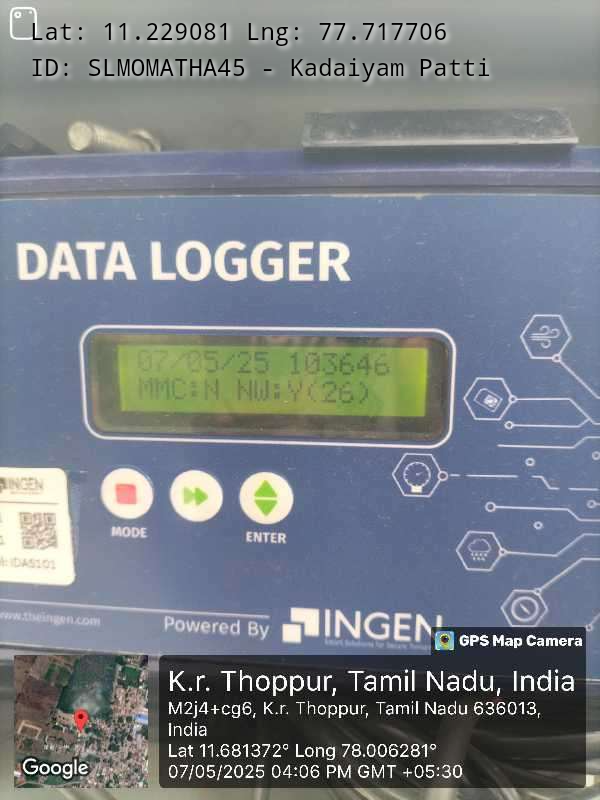 Lat: 11.229081 Lng: 77.717706
ID: SLMOMATHA45 - Kadaiyam Patti
DATA LOGGER
07/05/25 103646
MMC:N NW:Y(26)
INGEN
MODE
ENTER
www.theingen.com
Powered By INGEN
GPS Map Camera
K.r. Thoppur, Tamil Nadu, India
M2j4+cg6, K.r. Thoppur, Tamil Nadu 636013,
India
Lat 11.681372° Long 78.006281°
07/05/2025 04:06 PM GMT +05:30
Google